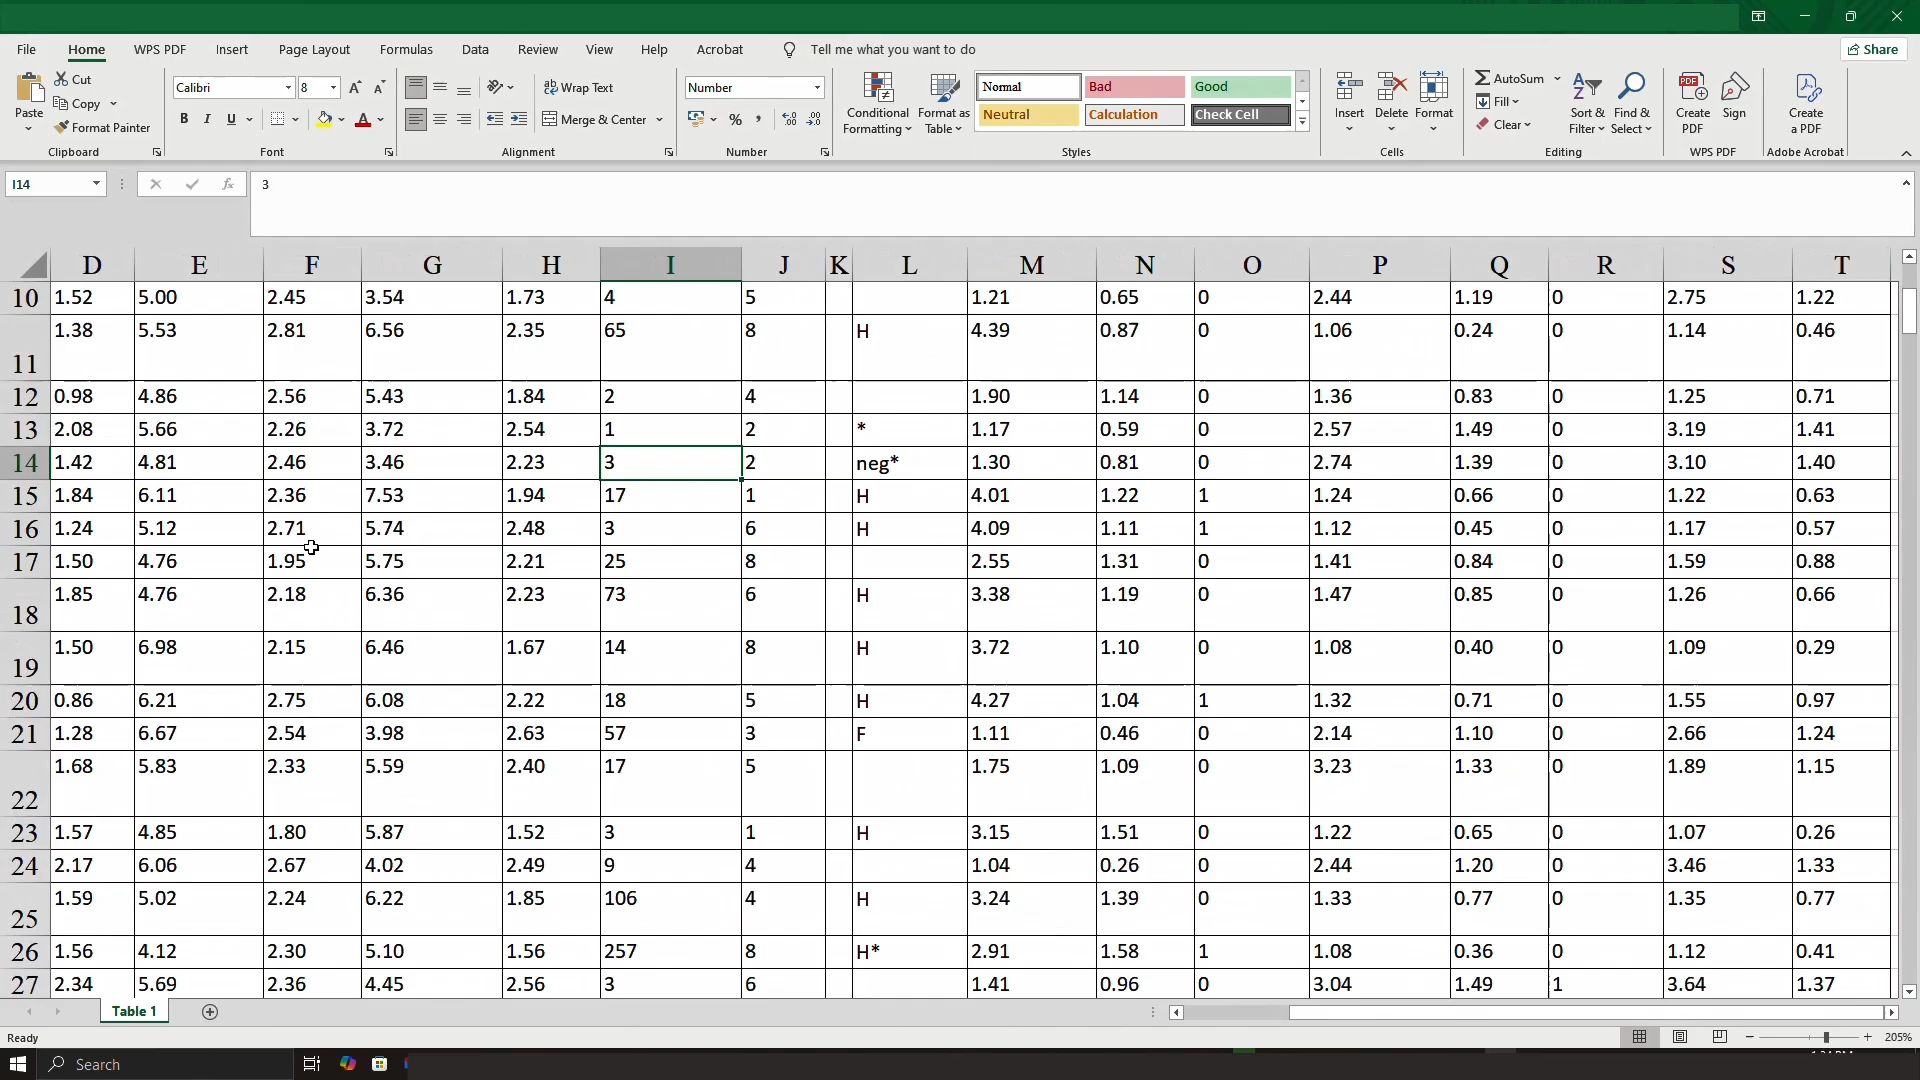 File Home WPS PDF Insert Page Layout Formulas Data Review View Help Acrobat Tell me what you want to do Share
Paste Cut Copy Format Painter Clipboard
Calibri 8 B I U Font
Wrap Text Merge & Center Alignment
Number % Number
Conditional Formatting Format as Table Normal Bad Good Neutral Calculation Check Cell Styles
Insert Delete Format Cells
AutoSum Fill Clear Sort & Filter Find & Select Editing
Create PDF Sign WPS PDF
Create a PDF Adobe Acrobat
I14 fx 3
D E F G H I J K L M N O P Q R S T
10 1.52 5.00 2.45 3.54 1.73 4 5 1.21 0.65 0 2.44 1.19 0 2.75 1.22
11 1.38 5.53 2.81 6.56 2.35 65 8 H 4.39 0.87 0 1.06 0.24 0 1.14 0.46
12 0.98 4.86 2.56 5.43 1.84 2 4 1.90 1.14 0 1.36 0.83 0 1.25 0.71
13 2.08 5.66 2.26 3.72 2.54 1 2 * 1.17 0.59 0 2.57 1.49 0 3.19 1.41
14 1.42 4.81 2.46 3.46 2.23 3 2 neg* 1.30 0.81 0 2.74 1.39 0 3.10 1.40
15 1.84 6.11 2.36 7.53 1.94 17 1 H 4.01 1.22 1 1.24 0.66 0 1.22 0.63
16 1.24 5.12 2.71 5.74 2.48 3 6 H 4.09 1.11 1 1.12 0.45 0 1.17 0.57
17 1.50 4.76 1.95 5.75 2.21 25 8 2.55 1.31 0 1.41 0.84 0 1.59 0.88
18 1.85 4.76 2.18 6.36 2.23 73 6 H 3.38 1.19 0 1.47 0.85 0 1.26 0.66
19 1.50 6.98 2.15 6.46 1.67 14 8 H 3.72 1.10 0 1.08 0.40 0 1.09 0.29
20 0.86 6.21 2.75 6.08 2.22 18 5 H 4.27 1.04 1 1.32 0.71 0 1.55 0.97
21 1.28 6.67 2.54 3.98 2.63 57 3 F 1.11 0.46 0 2.14 1.10 0 2.66 1.24
22 1.68 5.83 2.33 5.59 2.40 17 5 1.75 1.09 0 3.23 1.33 0 1.89 1.15
23 1.57 4.85 1.80 5.87 1.52 3 1 H 3.15 1.51 0 1.22 0.65 0 1.07 0.26
24 2.17 6.06 2.67 4.02 2.49 9 4 1.04 0.26 0 2.44 1.20 0 3.46 1.33
25 1.59 5.02 2.24 6.22 1.85 106 4 H 3.24 1.39 0 1.33 0.77 0 1.35 0.77
26 1.56 4.12 2.30 5.10 1.56 257 8 H* 2.91 1.58 1 1.08 0.36 0 1.12 0.41
27 2.34 5.69 2.36 4.45 2.56 3 6 1.41 0.96 0 3.04 1.49 1 3.64 1.37
Table 1
Ready 205%
Search